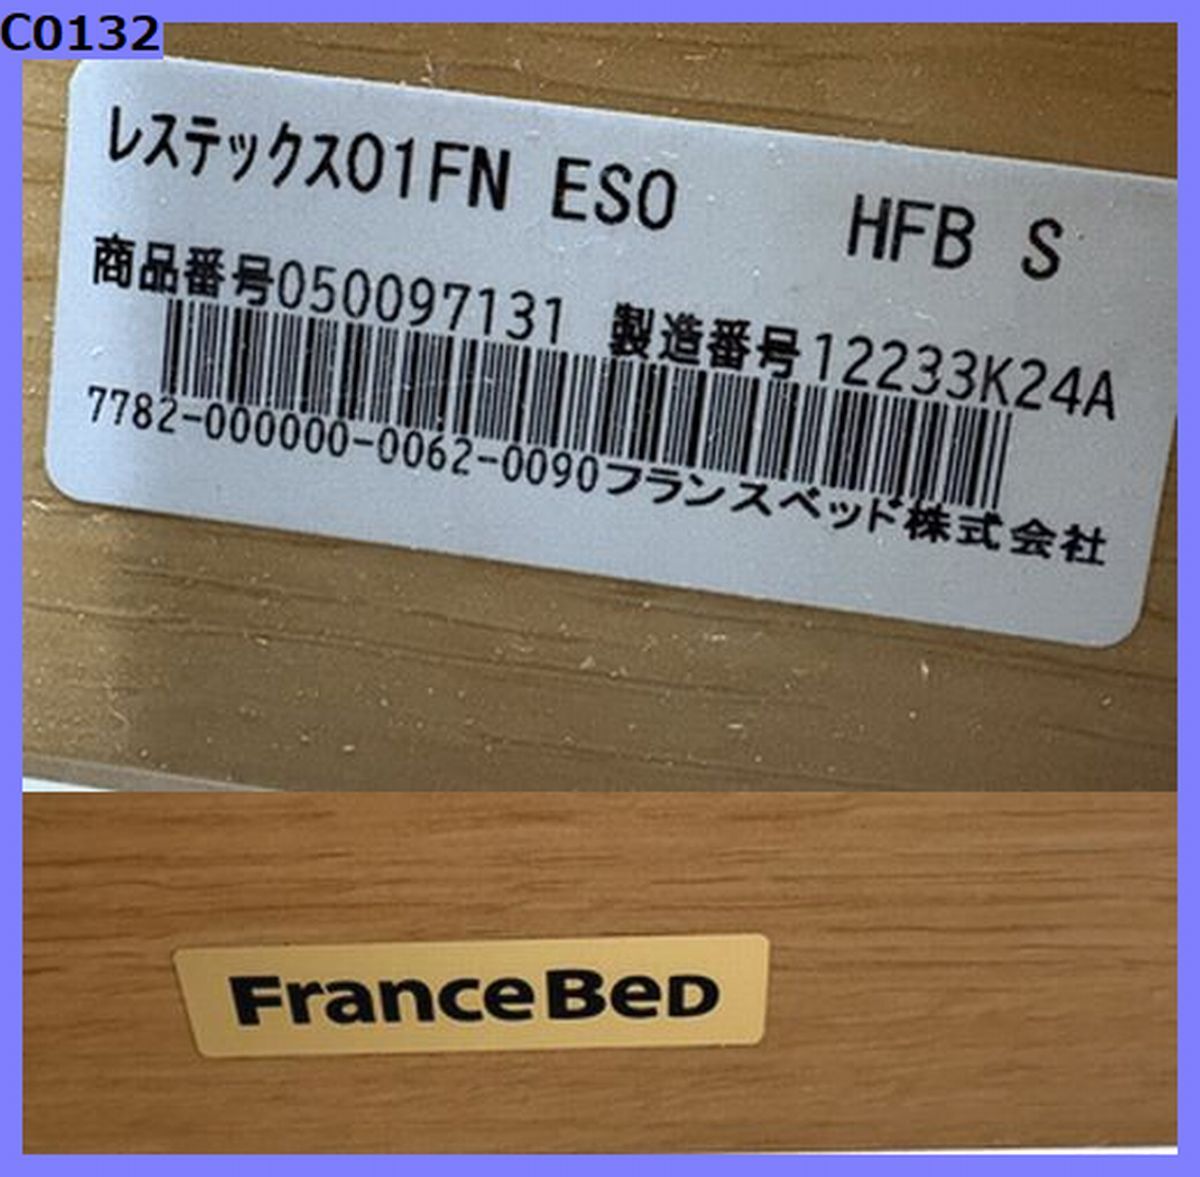 C0132
レステックス01FN ESO HFB S
商品番号050097131 製造番号12233K24A
7782-000000-0062-0090フランスベッド株式会社
FranceBeD